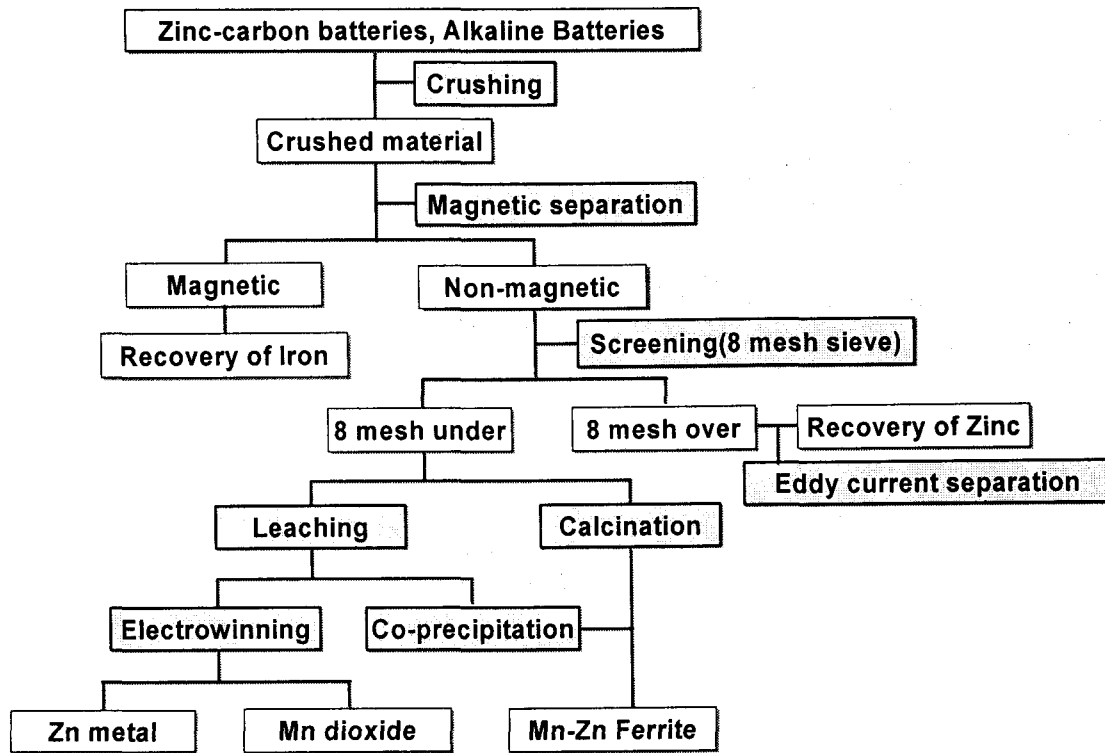 Zinc-carbon batteries, Alkaline Batteries
Crushing
Crushed material
Magnetic separation
Magnetic
Non-magnetic
Recovery of Iron
Screening(8 mesh sieve)
8 mesh under
8 mesh over
Recovery of Zinc
Eddy current separation
Leaching
Calcination
Electrowinning
Co-precipitation
Zn metal
Mn dioxide
Mn-Zn Ferrite